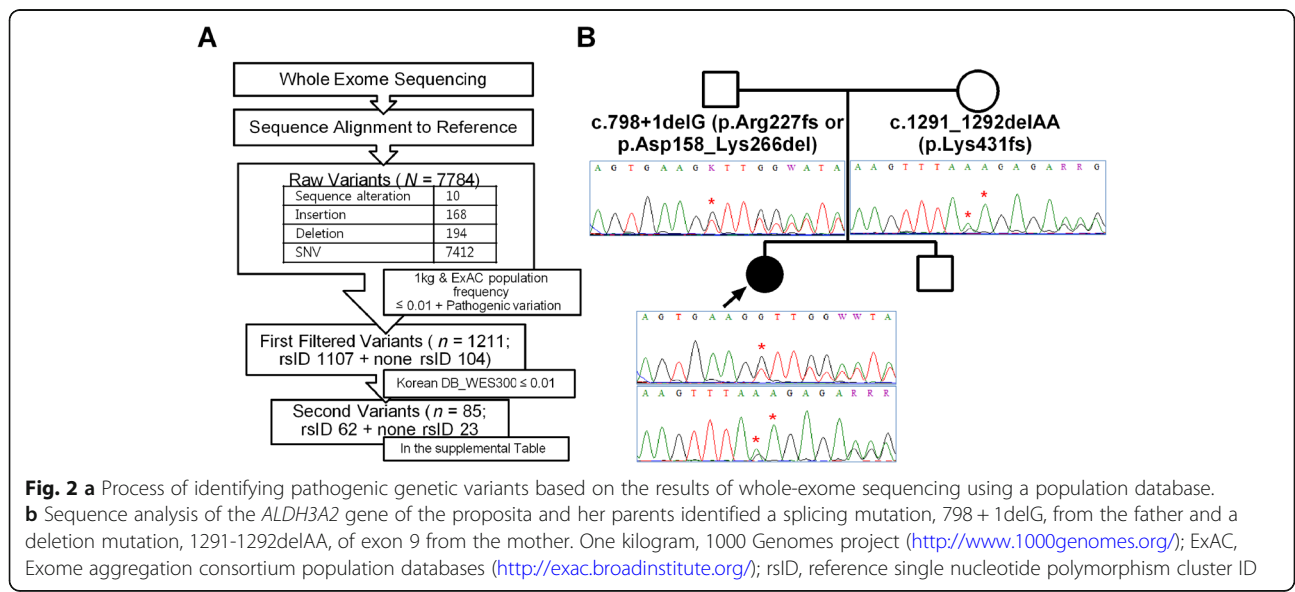 A
Whole Exome Sequencing
Sequence Alignment to Reference
Raw Variants ( N = 7784)
Sequence alteration 10
Insertion 168
Deletion 194
SNV 7412
1kg & ExAC population
frequency
≤ 0.01 + Pathogenic variation
First Filtered Variants ( n = 1211;
rsID 1107 + none rsID 104)
Korean DB_WES300 ≤ 0.01
Second Variants ( n = 85;
rsID 62 + none rsID 23
In the supplemental Table
B
c.798+1delG (p.Arg227fs or
p.Asp158_Lys266del)
A G T G A A G K T T G G W A T A
*
c.1291_1292delAA
(p.Lys431fs)
A A G T T T A A A G A G A R R G
* *
A G T G A A G G T T G G W W T A
*
A A G T T T A A A G A G A R R R
* *
Fig. 2 a Process of identifying pathogenic genetic variants based on the results of whole-exome sequencing using a population database.
b Sequence analysis of the ALDH3A2 gene of the proposita and her parents identified a splicing mutation, 798 + 1delG, from the father and a
deletion mutation, 1291-1292delAA, of exon 9 from the mother. One kilogram, 1000 Genomes project (http://www.1000genomes.org/); ExAC,
Exome aggregation consortium population databases (http://exac.broadinstitute.org/); rsID, reference single nucleotide polymorphism cluster ID